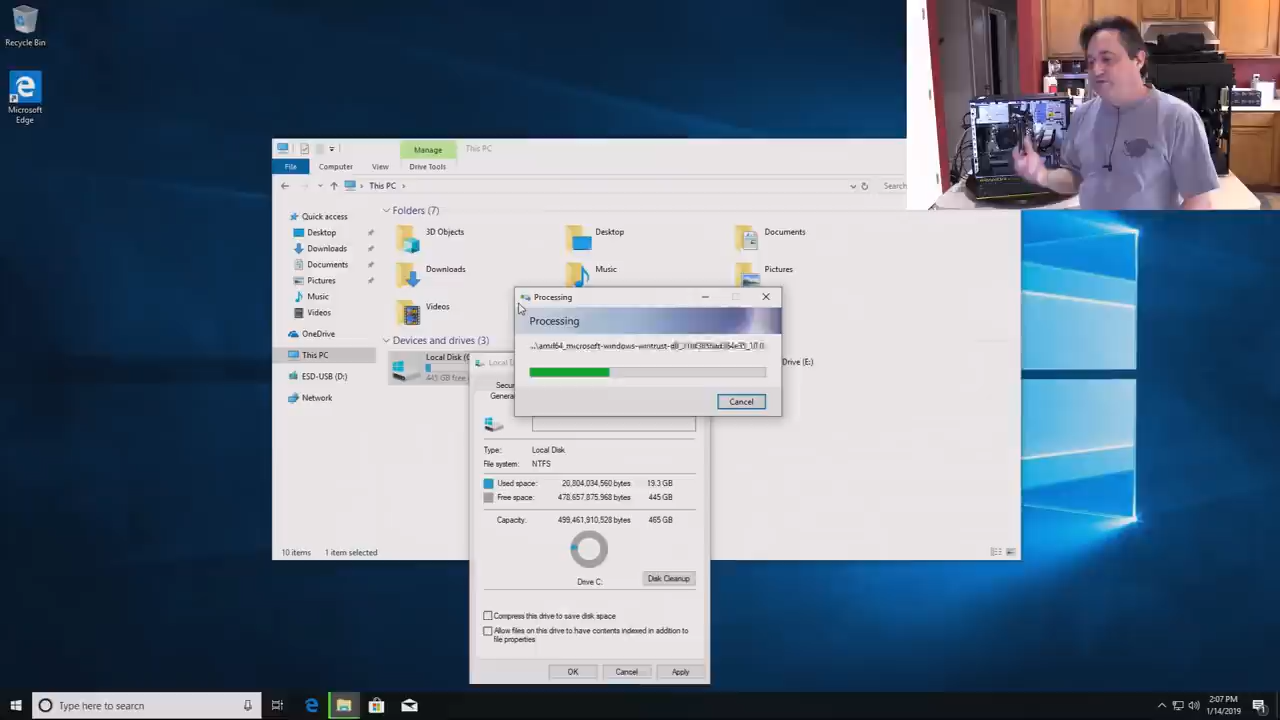 Recycle Bin
Microsoft
Edge
Manage
This PC
File
Computer
View
Drive Tools
This PC
Search
Quick access
Desktop
Downloads
Documents
Pictures
Music
Videos
OneDrive
This PC
ESD-USB (D:)
Network
Folders (7)
3D Objects
Desktop
Documents
Downloads
Music
Pictures
Videos
Devices and drives (3)
Local Disk (
445 GB free
Drive (E:)
10 items
1 item selected
Processing
Processing
Cancel
Local
Secu
Genera
Type:
Local Disk
File system:
NTFS
Used space:
20,804,034,560 bytes
19.3 GB
Free space:
478,657,875,968 bytes
445 GB
Capacity:
499,461,910,528 bytes
465 GB
Drive C:
Disk Cleanup
Compress this drive to save disk space
Allow files on this drive to have contents indexed in addition to
file properties
OK
Cancel
Apply
Type here to search
2:07 PM
1/14/2019